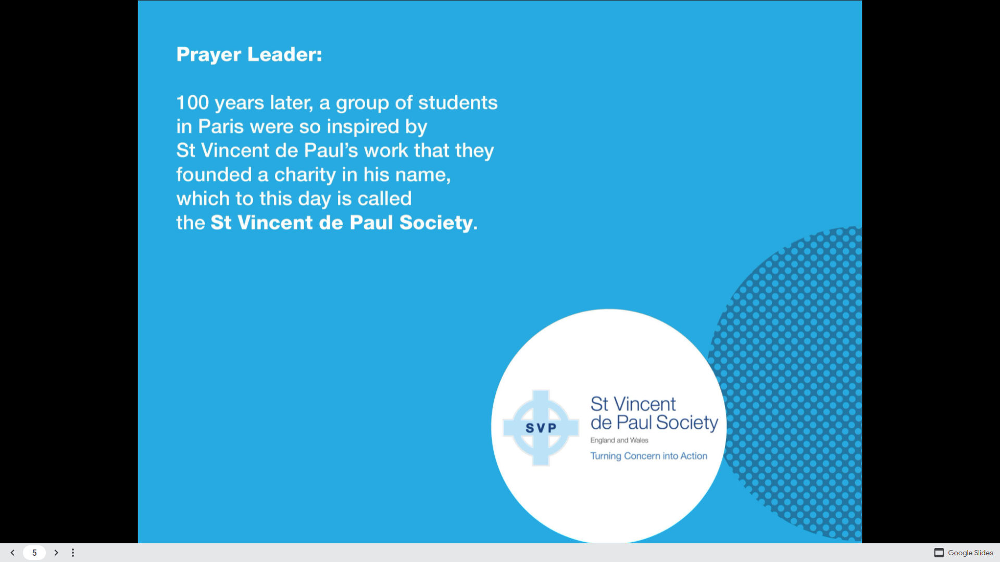 Prayer Leader:
100 years later, a group of students
in Paris were so inspired by
St Vincent de Paul’s work that they
founded a charity in his name,
which to this day is called
the St Vincent de Paul Society.
SVP
St Vincent
de Paul Society
England and Wales
Turning Concern into Action
5
Google Slides